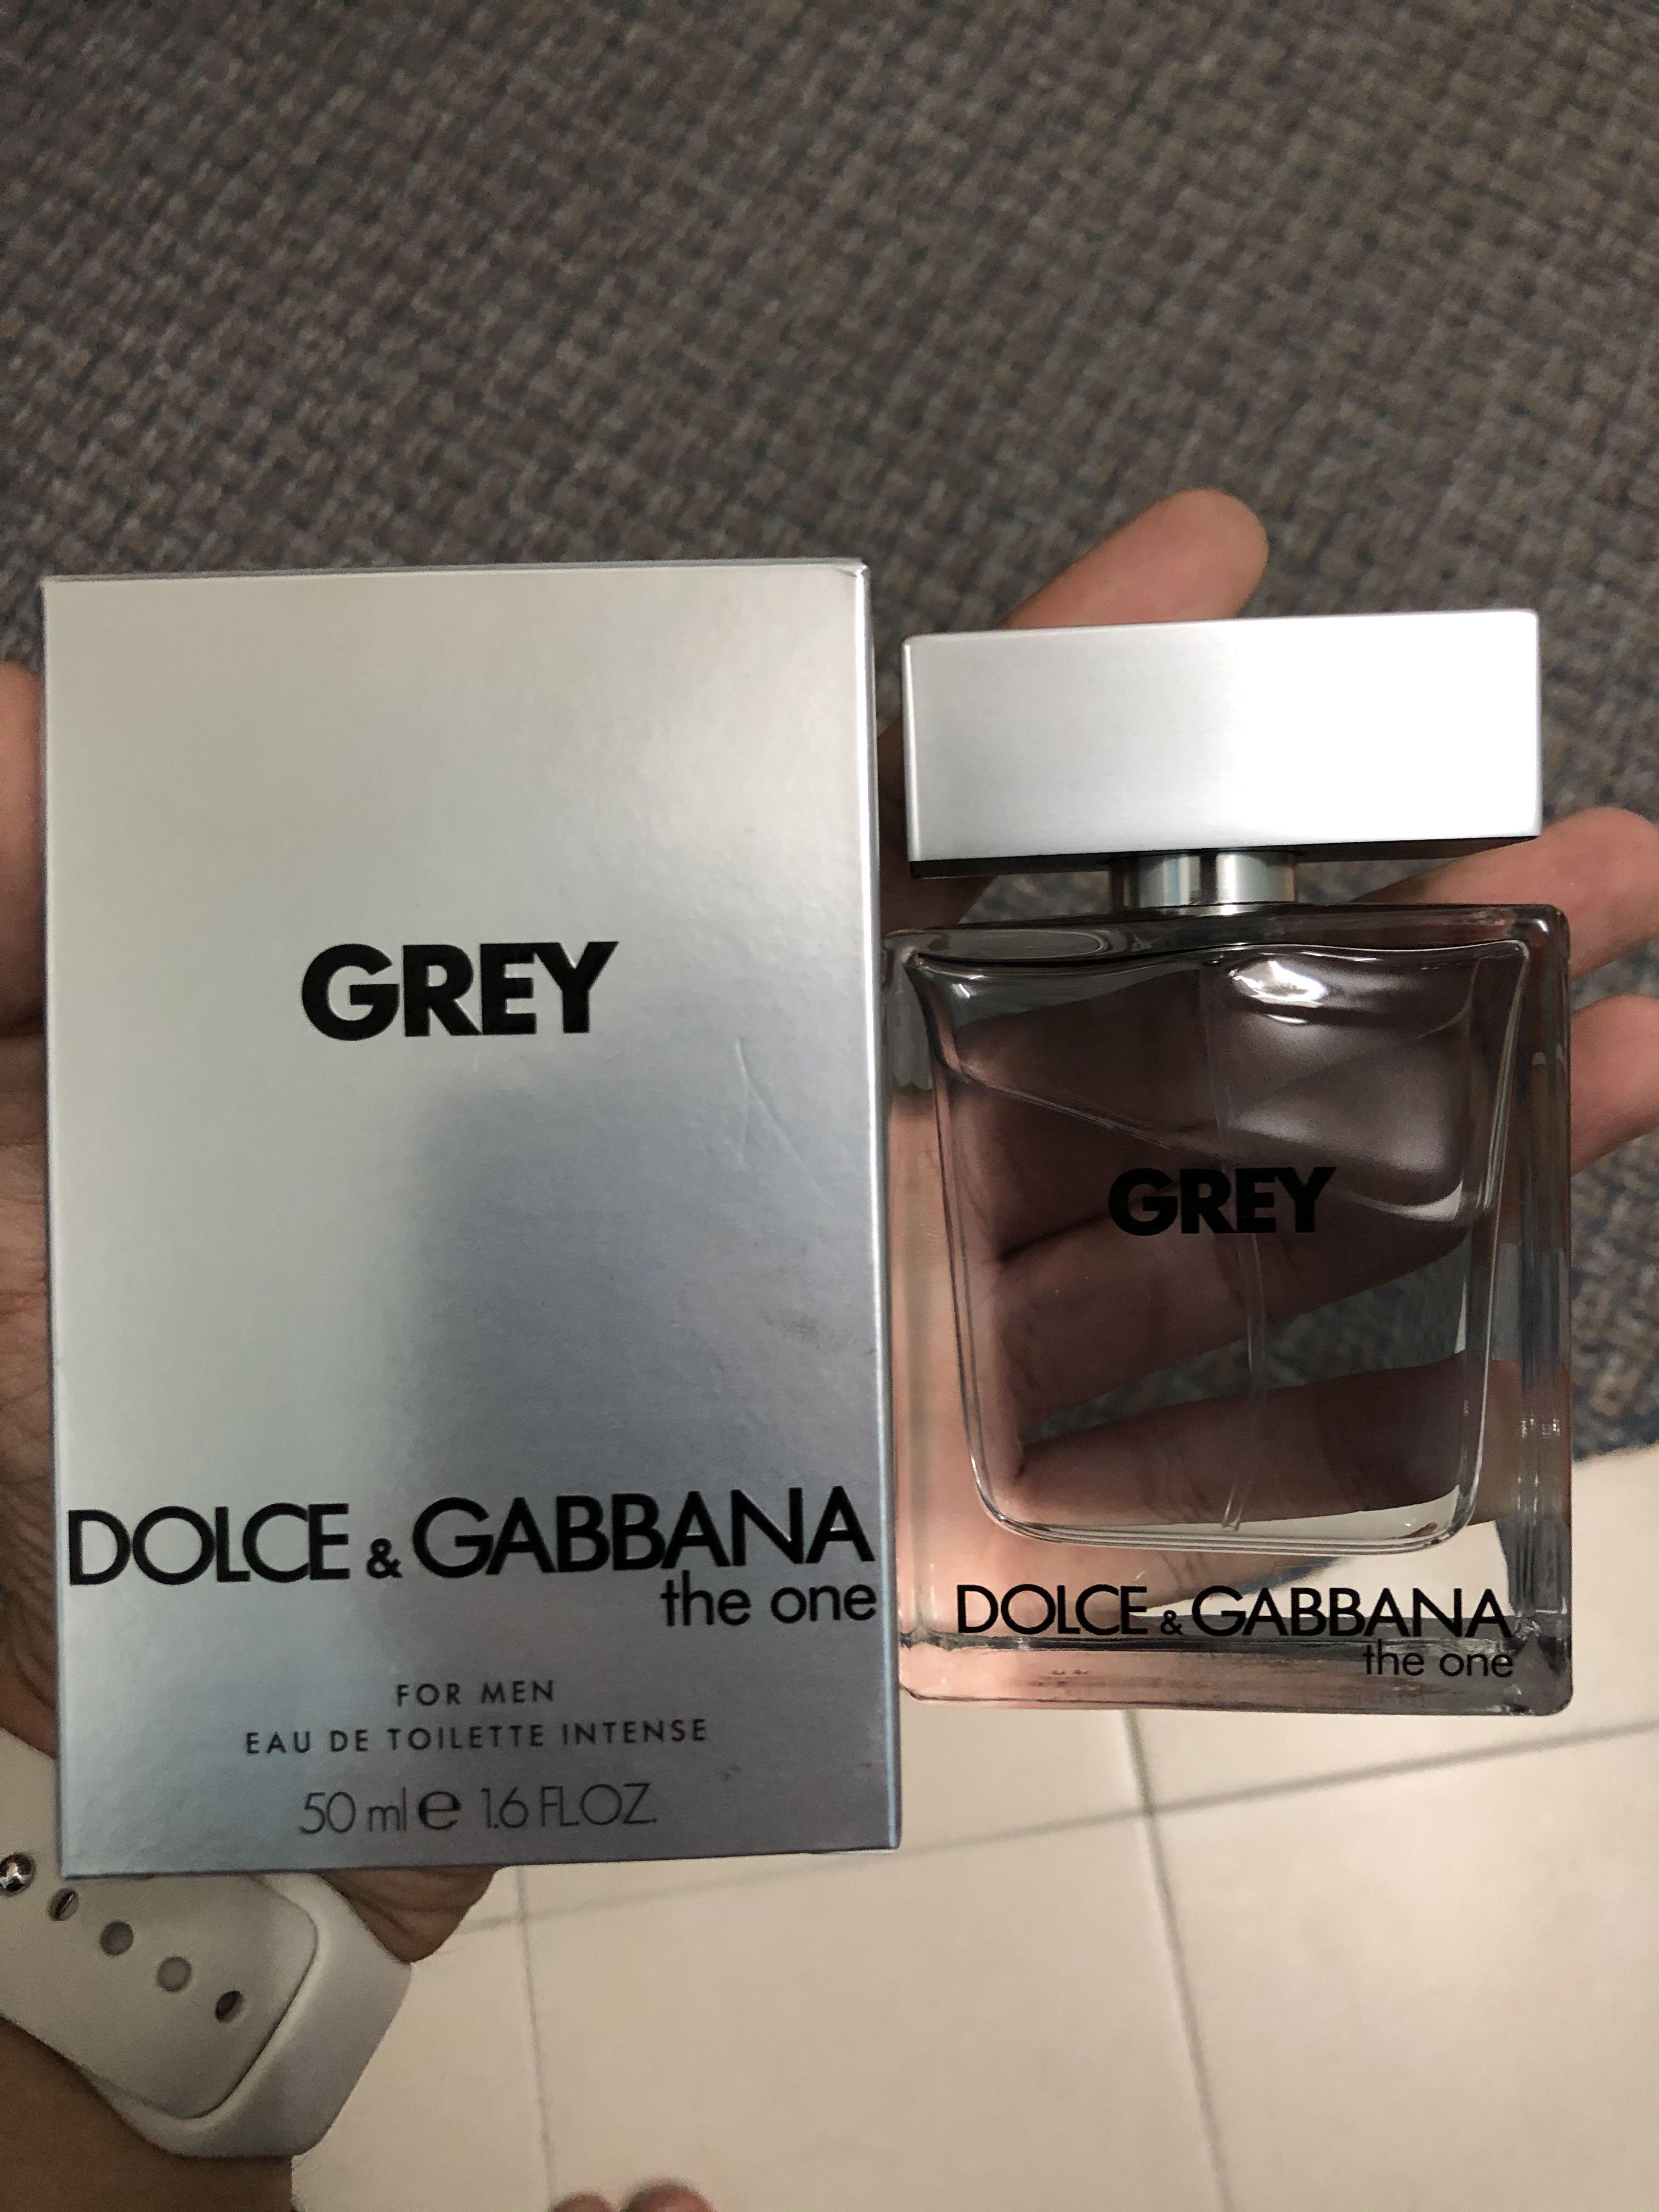 GREY
DOLCE & GABBANA
the one
FOR MEN
EAU DE TOILETTE INTENSE
50 ml e 1.6 FL.OZ.
GREY
DOLCE & GABBANA
the one